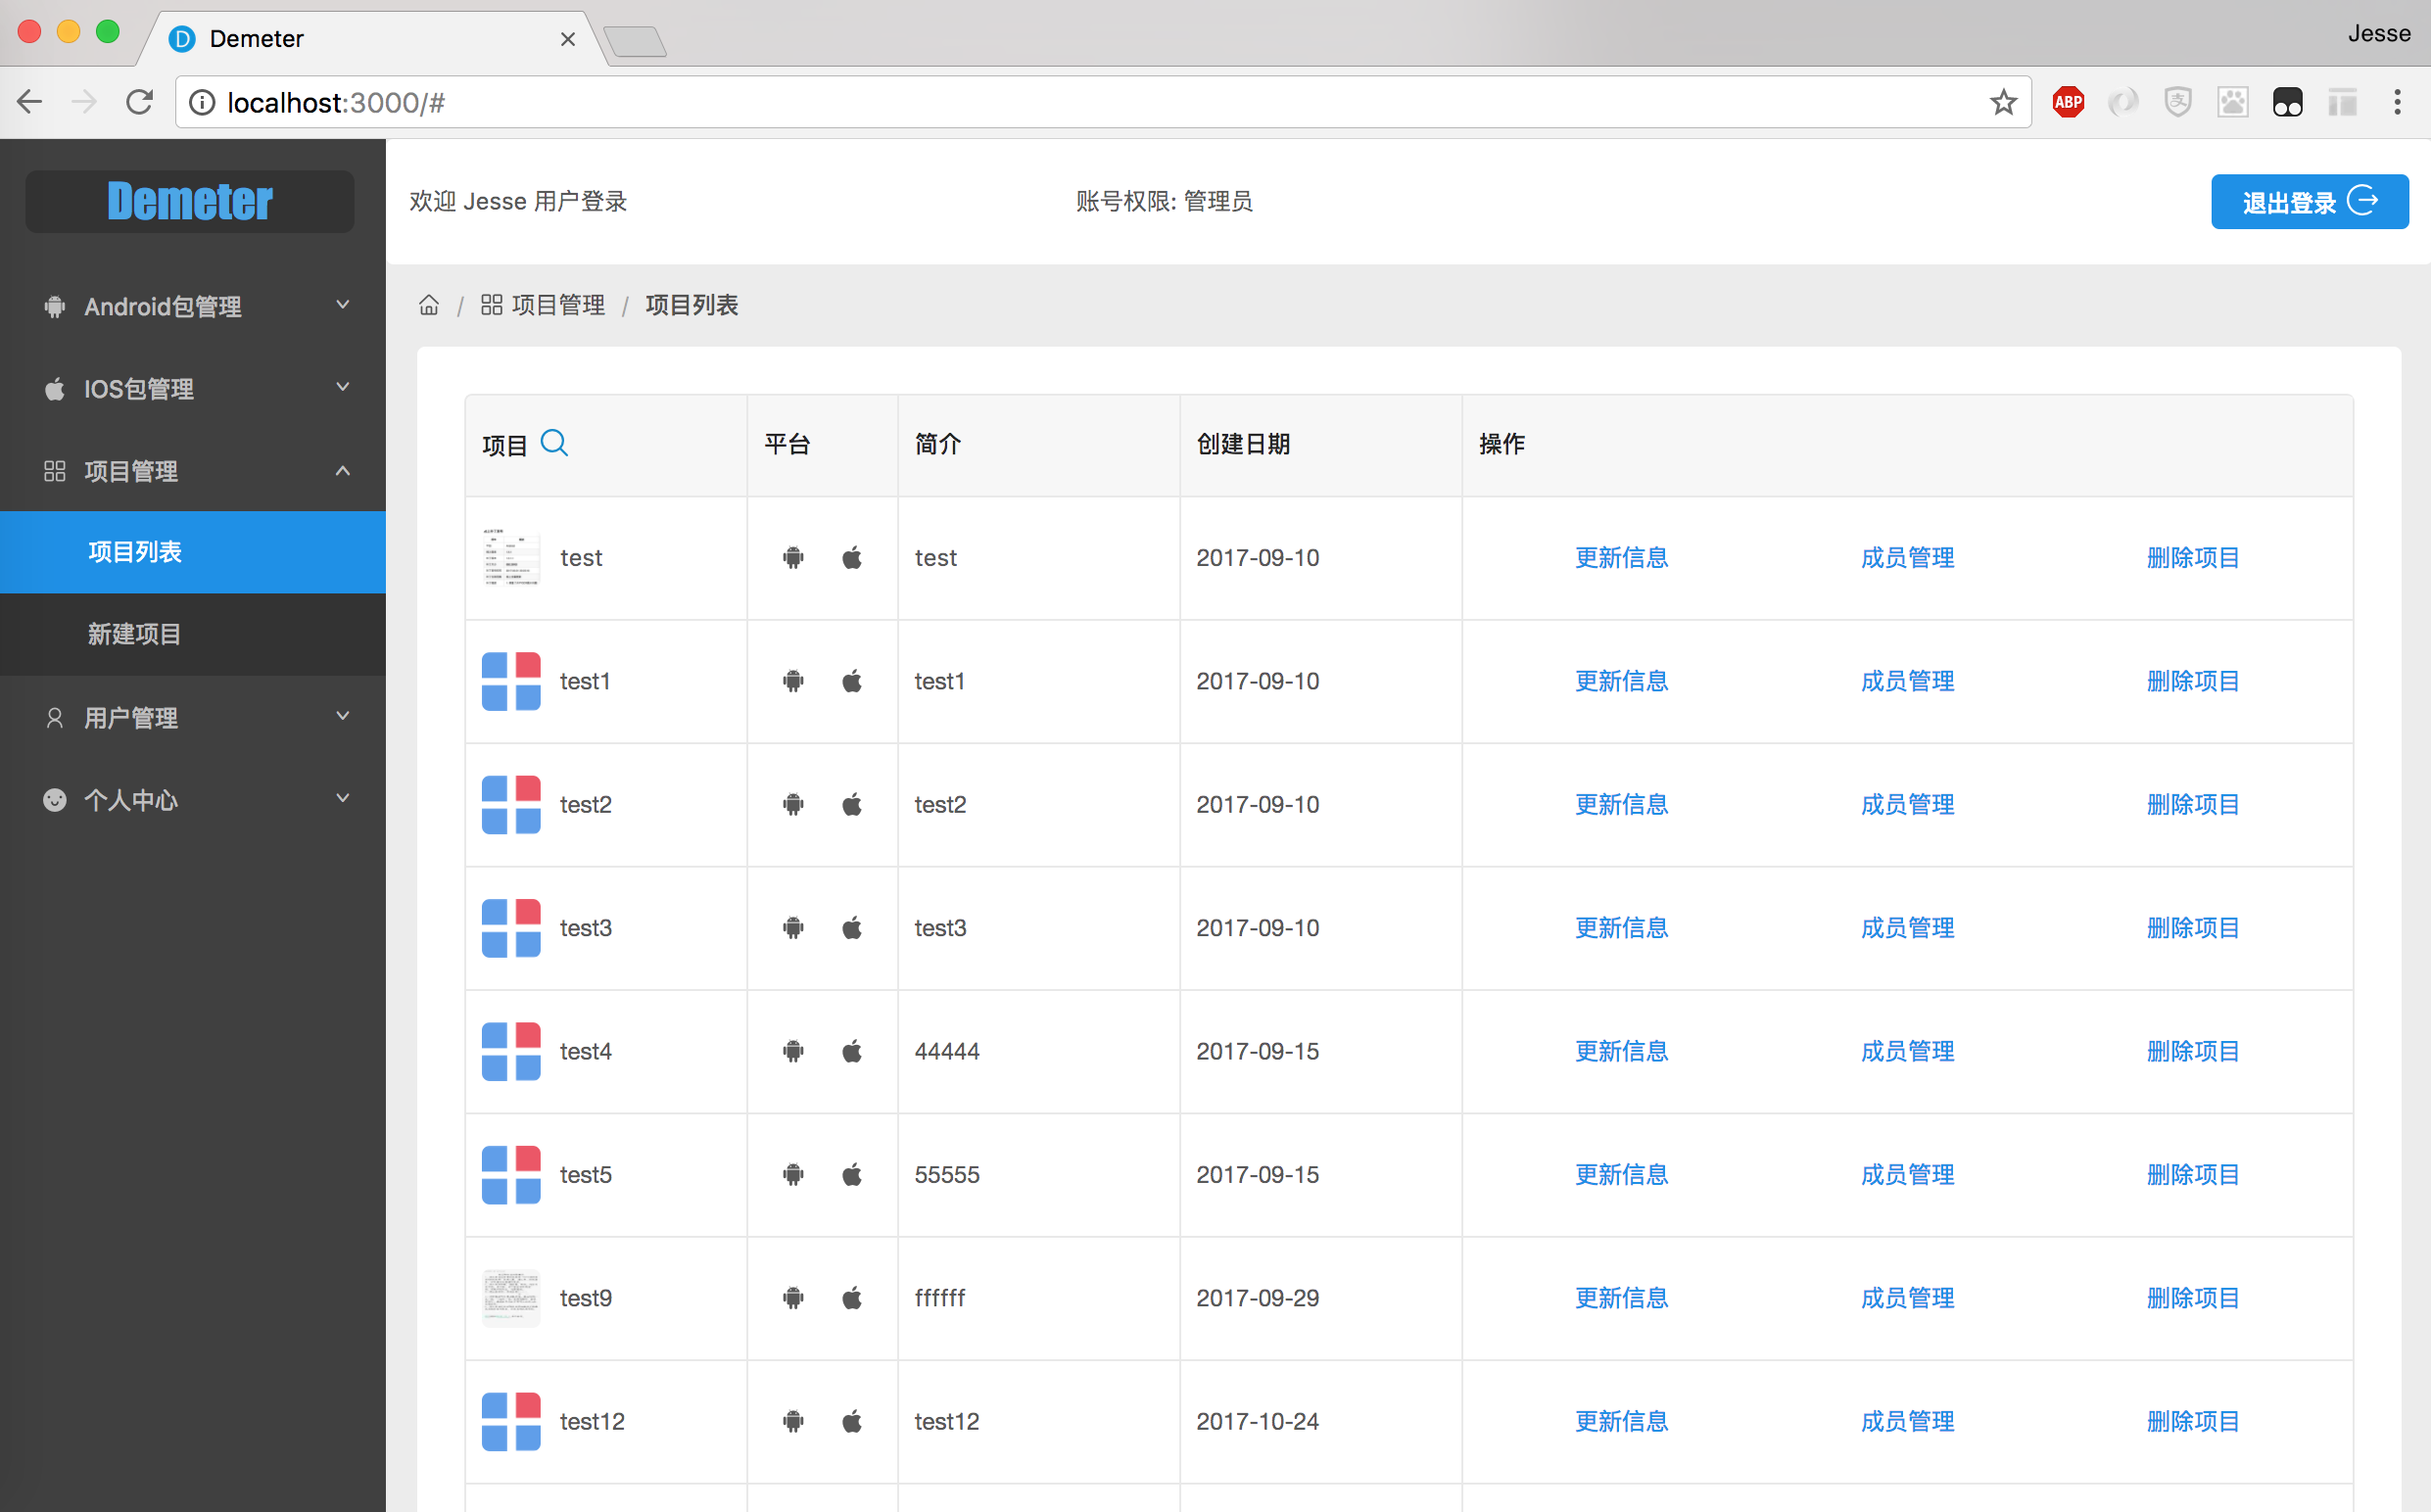 Demeter
Jesse
localhost:3000/#
ABP
Demeter
欢迎 Jesse 用户登录
账号权限: 管理员
退出登录
Android包管理
IOS包管理
项目管理
项目列表
新建项目
用户管理
个人中心
/ 项目管理 / 项目列表
项目 平台 简介 创建日期 操作
test test 2017-09-10 更新信息 成员管理 删除项目
test1 test1 2017-09-10 更新信息 成员管理 删除项目
test2 test2 2017-09-10 更新信息 成员管理 删除项目
test3 test3 2017-09-10 更新信息 成员管理 删除项目
test4 44444 2017-09-15 更新信息 成员管理 删除项目
test5 55555 2017-09-15 更新信息 成员管理 删除项目
test9 ffffff 2017-09-29 更新信息 成员管理 删除项目
test12 test12 2017-10-24 更新信息 成员管理 删除项目